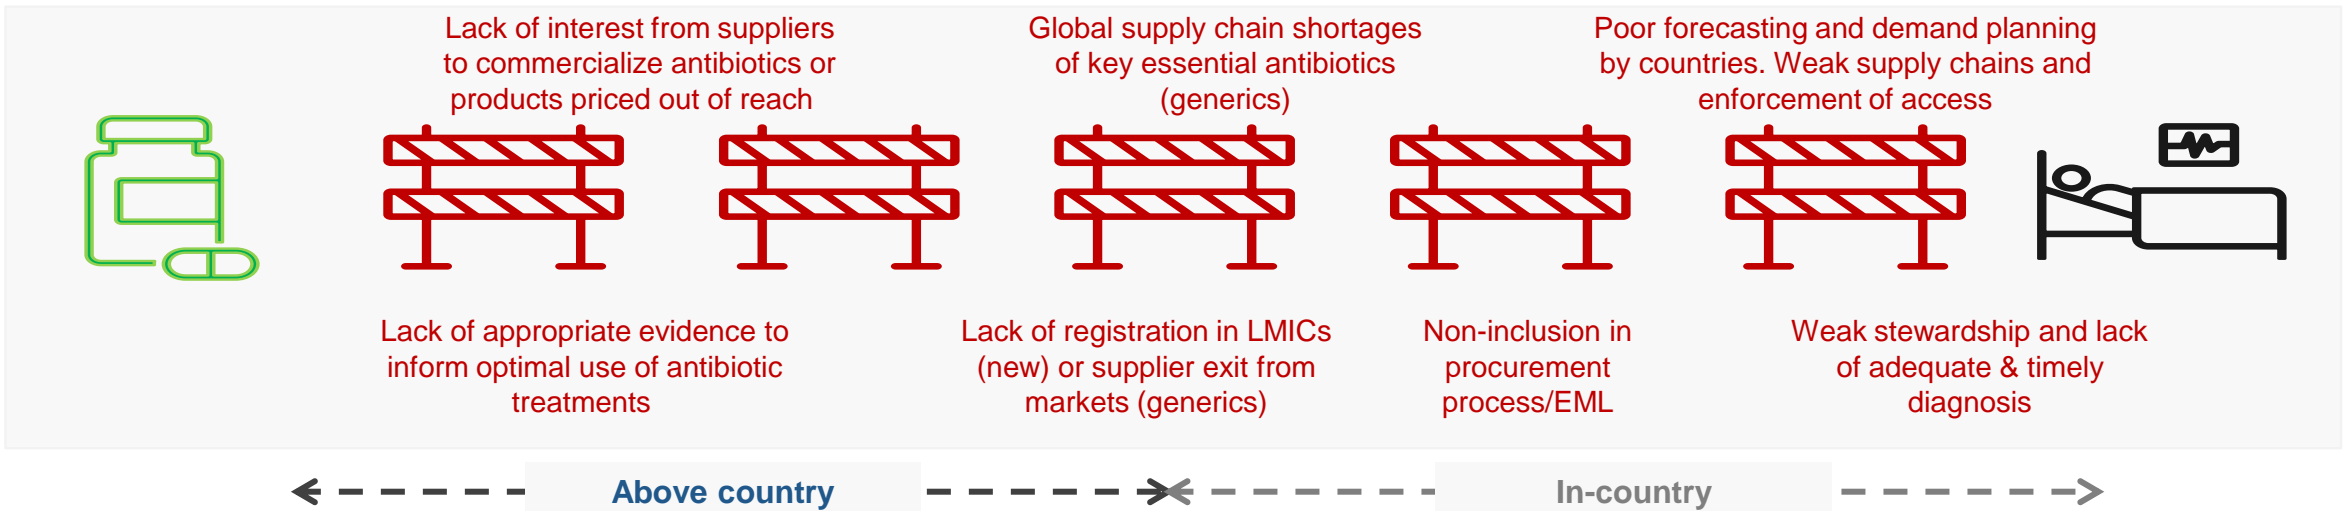 Lack of interest from suppliers
to commercialize antibiotics or
products priced out of reach
Global supply chain shortages
of key essential antibiotics
(generics)
Poor forecasting and demand planning
by countries. Weak supply chains and
enforcement of access
Lack of appropriate evidence to
inform optimal use of antibiotic
treatments
Lack of registration in LMICs
(new) or supplier exit from
markets (generics)
Non-inclusion in
procurement
process/EML
Weak stewardship and lack
of adequate & timely
diagnosis
Above country
In-country